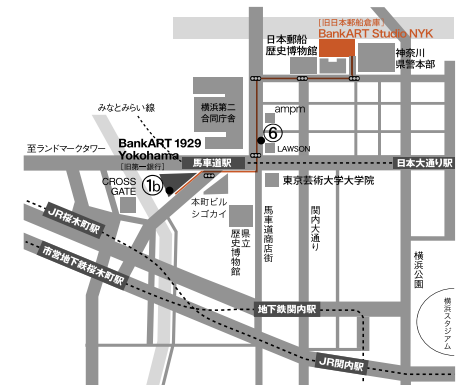 [旧日本郵船倉庫]
BankART Studio NYK
日本郵船
歴史博物館
神奈川
県警本部
みなとみらい線
横浜第二
合同庁舎
ampm
⑥
LAWSON
至ランドマークタワー
BankART 1929
Yokohama
[旧第一銀行]
馬車道駅
日本大通り駅
CROSS
GATE
1b
東京芸術大学大学院
本町ビル
シゴカイ
JR桜木町駅
市営地下鉄桜木町駅
県立
歴史博物館
馬車道商店街
関内大通り
横浜公園
横浜スタジアム
地下鉄関内駅
JR関内駅